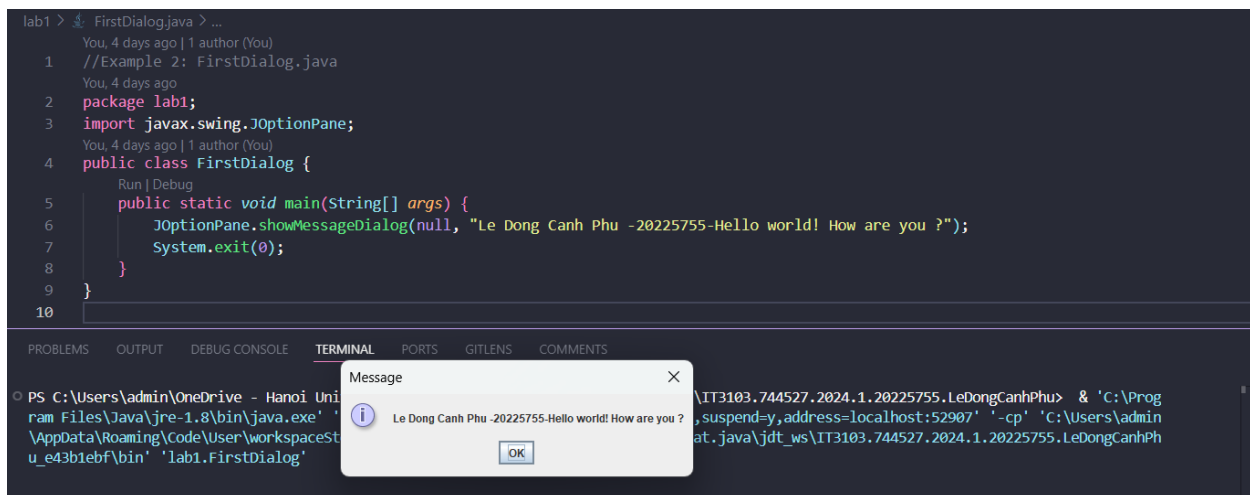 lab1 > FirstDialog.java > ...
You, 4 days ago | 1 author (You)
1 //Example 2: FirstDialog.java
You, 4 days ago
2 package lab1;
3 import javax.swing.JOptionPane;
You, 4 days ago | 1 author (You)
4 public class FirstDialog {
Run | Debug
5 public static void main(String[] args) {
6 JOptionPane.showMessageDialog(null, "Le Dong Canh Phu -20225755-Hello world! How are you ?");
7 System.exit(0);
8 }
9 }
10
PROBLEMS OUTPUT DEBUG CONSOLE TERMINAL PORTS GITLENS COMMENTS
Message
PS C:\Users\admin\OneDrive - Hanoi Uni \IT3103.744527.2024.1.20225755.LeDongCanhPhu> & 'C:\Prog
ram Files\Java\jre-1.8\bin\java.exe' ' ,suspend=y,address=localhost:52907' '-cp' 'C:\Users\admin
Le Dong Canh Phu -20225755-Hello world! How are you ?
\AppData\Roaming\Code\User\workspaceSt at.java\jdt_ws\IT3103.744527.2024.1.20225755.LeDongCanhPh
u_e43b1ebf\bin' 'lab1.FirstDialog'
OK